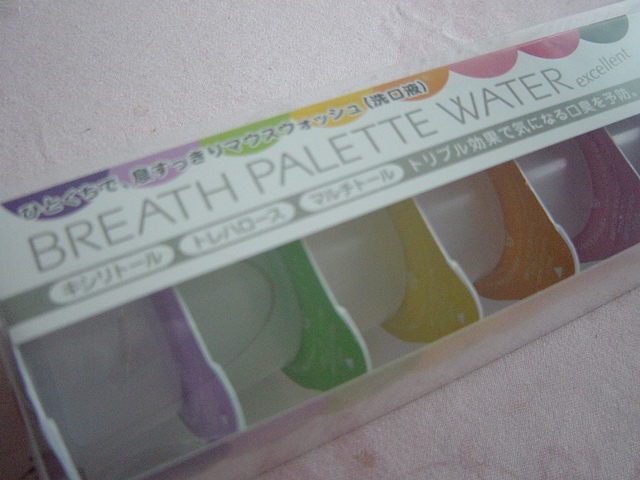 ひとくちで、息すっきりマウスウォッシュ(洗口液)
BREATH PALETTE WATER excellent
キシリトール トレハロース マルチトール トリプル効果で気になる口臭を予防。